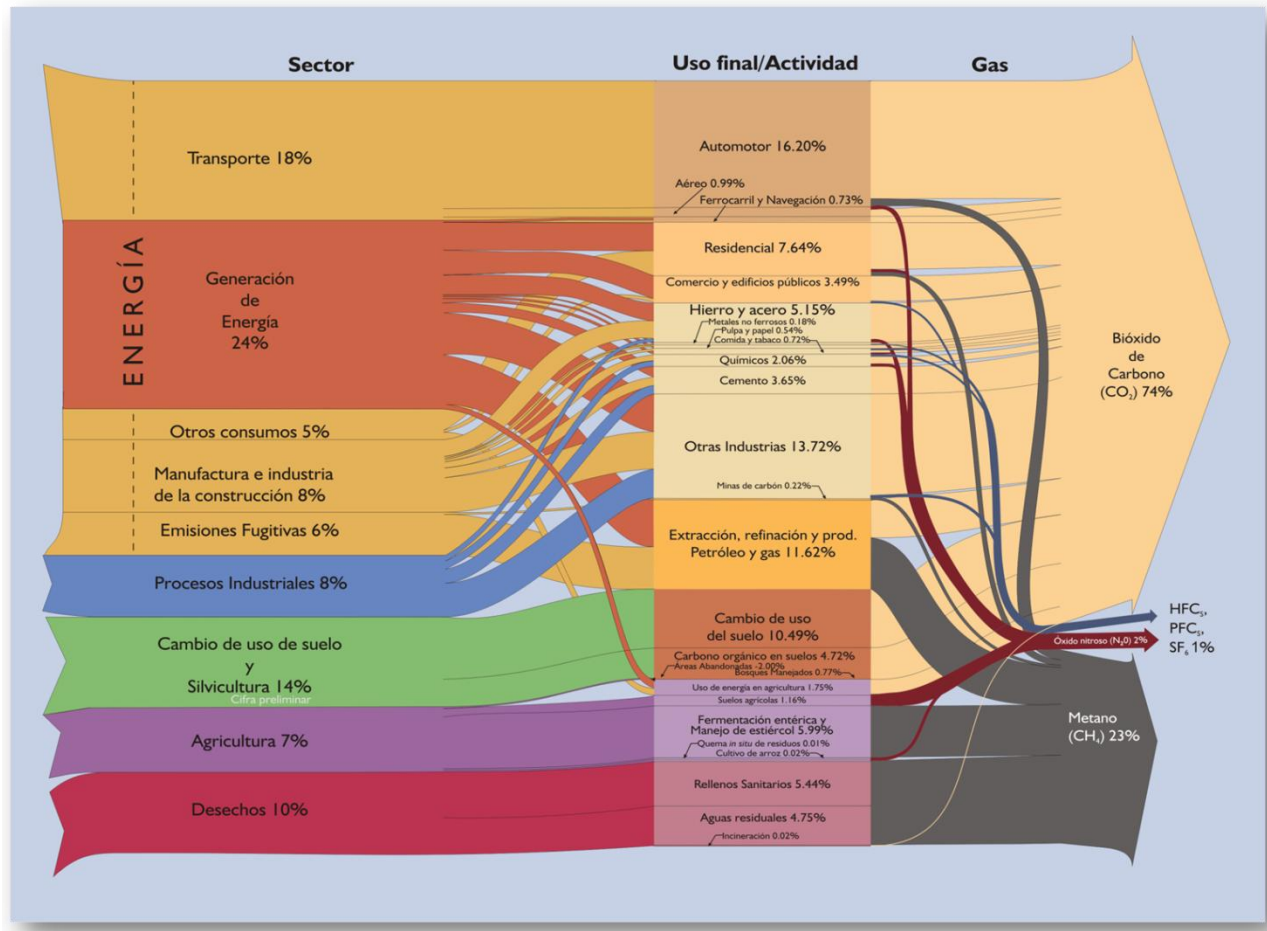 Sector
Uso final/Actividad
Gas
ENERGÍA
Transporte 18%
Generación
de
Energía
24%
Otros consumos 5%
Manufactura e industria
de la construcción 8%
Emisiones Fugitivas 6%
Procesos Industriales 8%
Cambio de uso de suelo
y
Silvicultura 14%
Cifra preliminar
Agricultura 7%
Desechos 10%
Automotor 16.20%
Aéreo 0.99%
Ferrocarril y Navegación 0.73%
Residencial 7.64%
Comercio y edificios públicos 3.49%
Hierro y acero 5.15%
Metales no ferrosos 0.18%
Pulpa y papel 0.54%
Comida y tabaco 0.72%
Químicos 2.06%
Cemento 3.65%
Otras Industrias 13.72%
Minas de carbón 0.22%
Extracción, refinación y prod.
Petróleo y gas 11.62%
Cambio de uso
del suelo 10.49%
Carbono orgánico en suelos 4.72%
Áreas Abandonadas -2.00%
Bosques Manejados 0.77%
Uso de energía en agricultura 1.75%
Suelos agrícolas 1.16%
Fermentación entérica y
Manejo de estiércol 5.99%
Quema in situ de residuos 0.01%
Cultivo de arroz 0.02%
Rellenos Sanitarios 5.44%
Aguas residuales 4.75%
Incineración 0.02%
Bióxido
de
Carbono
(CO₂) 74%
HFCs,
PFCs,
SF₆ 1%
Óxido nitroso (N₂0) 2%
Metano
(CH₄) 23%